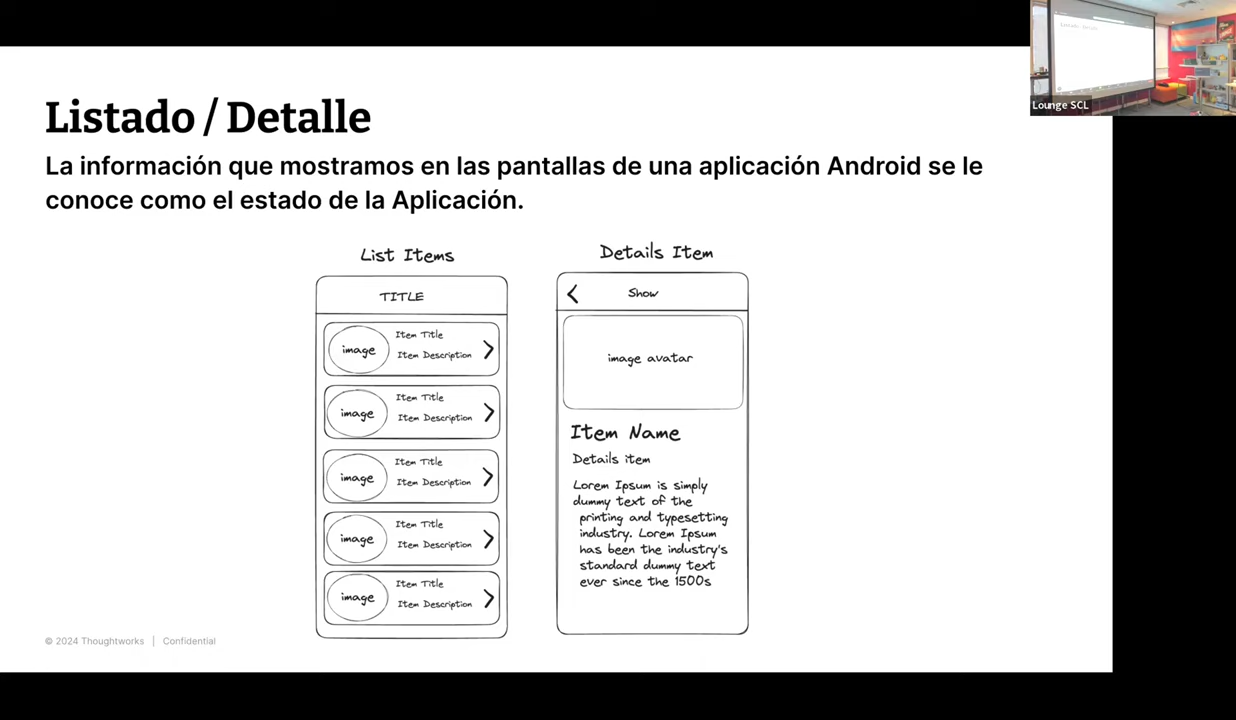 Listado / Detalle
La información que mostramos en las pantallas de una aplicación Android se le
conoce como el estado de la Aplicación.
List Items
TITLE
image
Item Title
Item Description
image
Item Title
Item Description
image
Item Title
Item Description
image
Item Title
Item Description
image
Item Title
Item Description
Details Item
Show
image avatar
Item Name
Details item
Lorem Ipsum is simply
dummy text of the
printing and typesetting
industry. Lorem Ipsum
has been the industry's
standard dummy text
ever since the 1500s
© 2024 Thoughtworks | Confidential
Lounge SCL